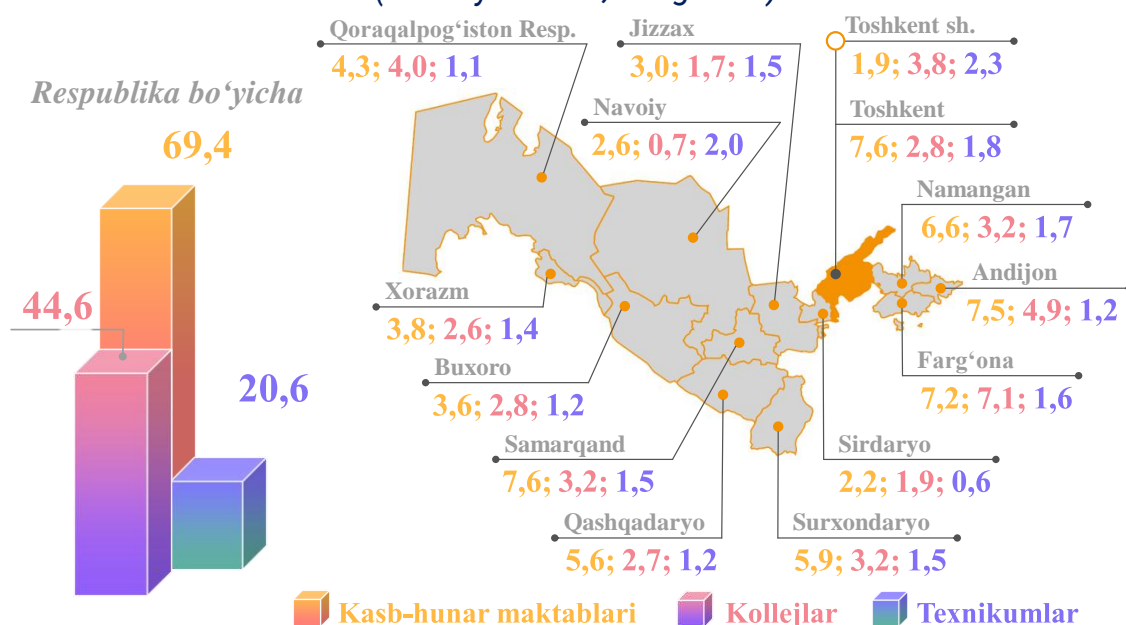 Qoraqalpog‘iston Resp.
4,3; 4,0; 1,1
Jizzax
3,0; 1,7; 1,5
Toshkent sh.
1,9; 3,8; 2,3
Respublika bo‘yicha
69,4
44,6
20,6
Navoiy
2,6; 0,7; 2,0
Toshkent
7,6; 2,8; 1,8
Namangan
6,6; 3,2; 1,7
Andijon
7,5; 4,9; 1,2
Xorazm
3,8; 2,6; 1,4
Buxoro
3,6; 2,8; 1,2
Farg‘ona
7,2; 7,1; 1,6
Samarqand
7,6; 3,2; 1,5
Sirdaryo
2,2; 1,9; 0,6
Qashqadaryo
5,6; 2,7; 1,2
Surxondaryo
5,9; 3,2; 1,5
Kasb-hunar maktablari
Kollejlar
Texnikumlar